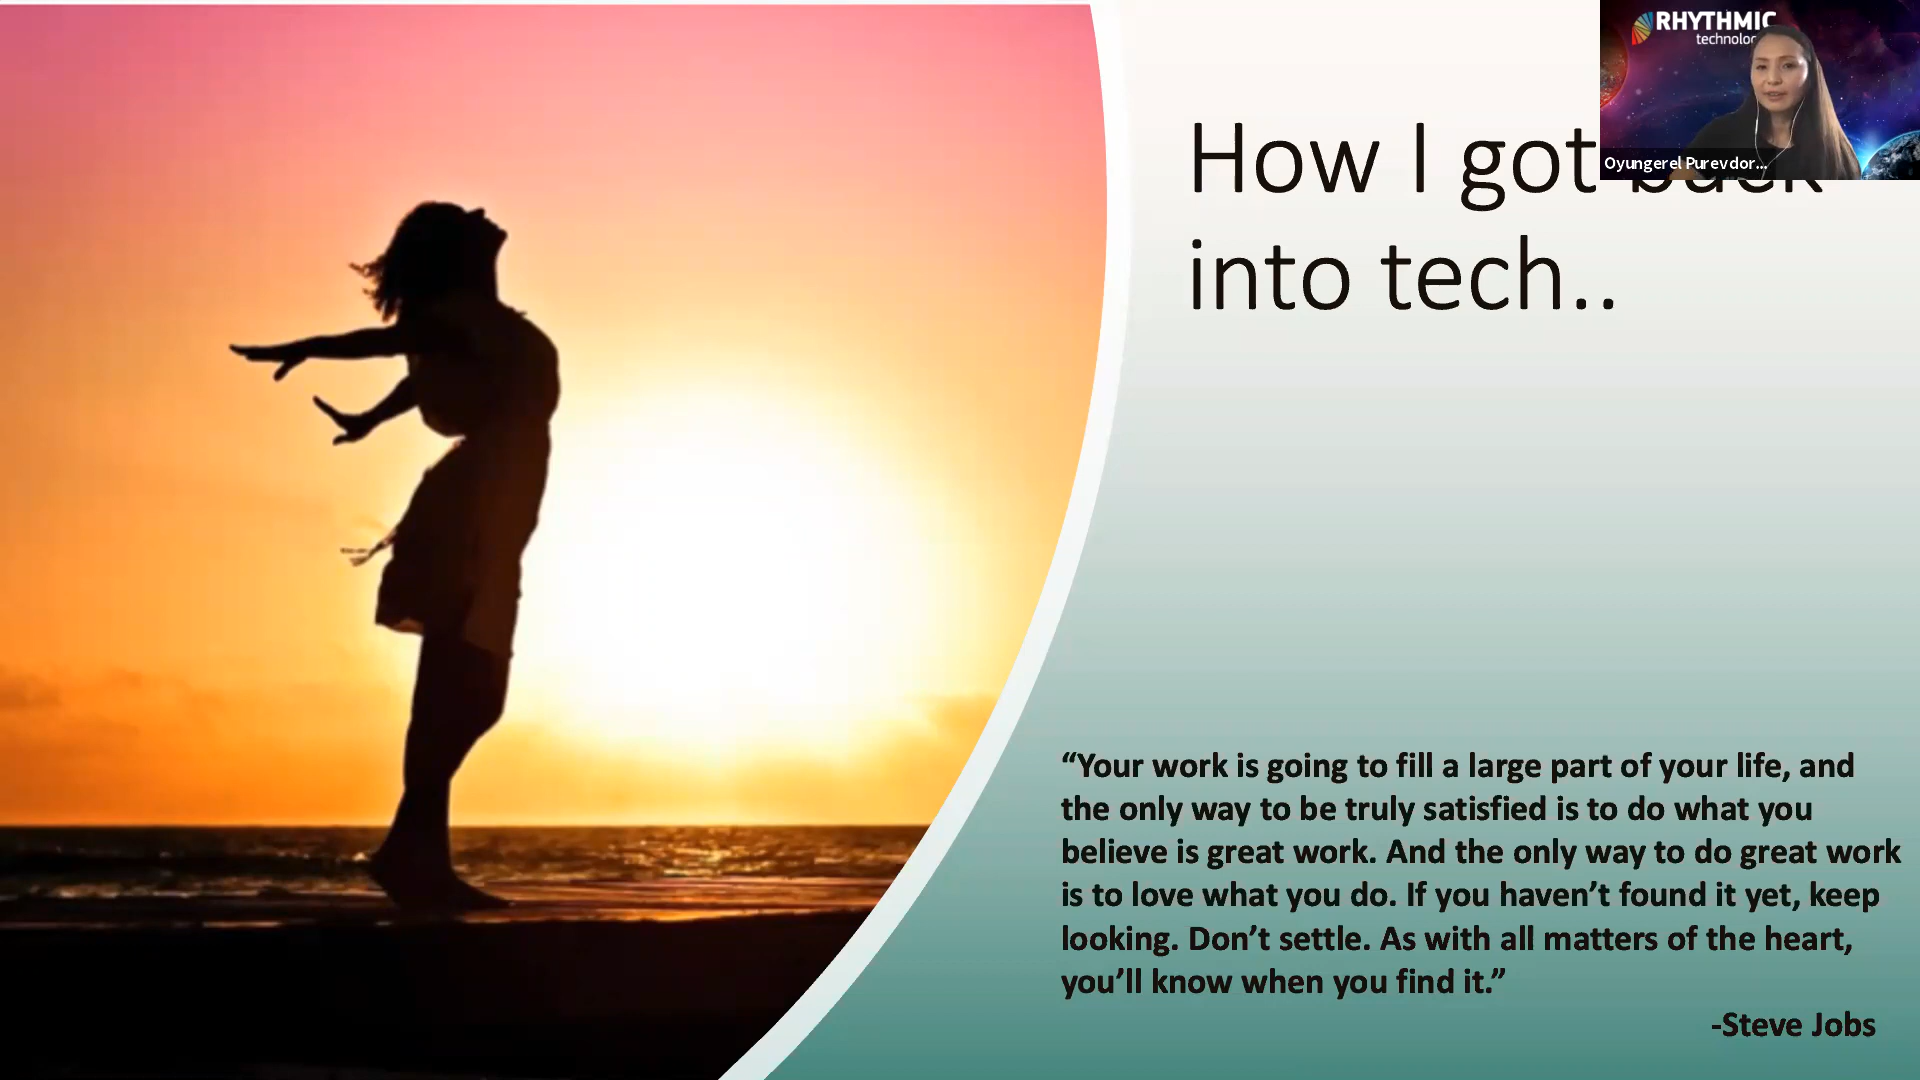 RHYTHMIC
Oyungerel Purevdor...
How I got back
into tech..
“Your work is going to fill a large part of your life, and
the only way to be truly satisfied is to do what you
believe is great work. And the only way to do great work
is to love what you do. If you haven’t found it yet, keep
looking. Don’t settle. As with all matters of the heart,
you’ll know when you find it.”
-Steve Jobs